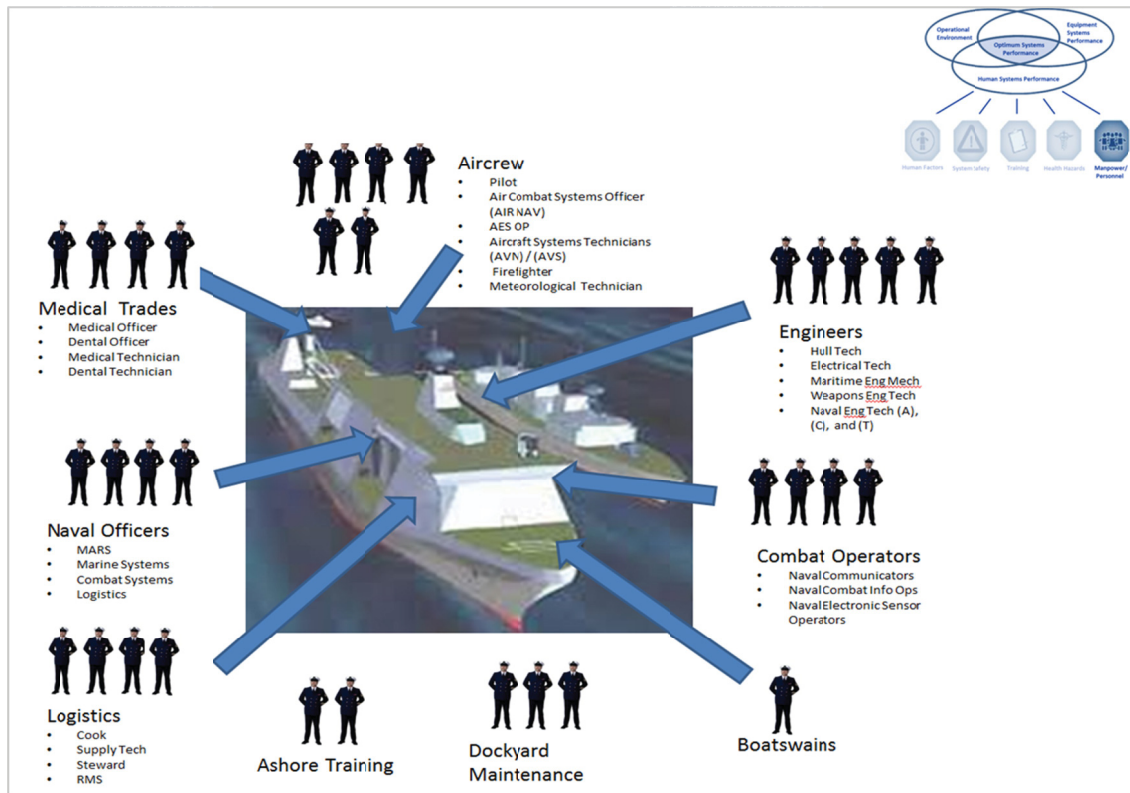 Operational
Environment
Equipment
Systems
Performance
Optimum Systems
Performance
Human Systems Performance
Human Factors
System Safety
Training
Health Hazards
Manpower/
Personnel
Aircrew
• Pilot
• Air Combat Systems Officer
(AIR NAV)
• AES OP
• Aircraft Systems Technicians
(AVN) / (AVS)
• Firefighter
• Meteorological Technician
Medical Trades
• Medical Officer
• Dental Officer
• Medical Technician
• Dental Technician
Engineers
• Hull Tech
• Electrical Tech
• Maritime Eng Mech
• Weapons Eng Tech
• Naval Eng Tech (A),
(C), and (T)
Naval Officers
• MARS
• Marine Systems
• Combat Systems
• Logistics
Combat Operators
• Naval Communicators
• Naval Combat Info Ops
• Naval Electronic Sensor
Operators
Logistics
• Cook
• Supply Tech
• Steward
• RMS
Ashore Training
Dockyard
Maintenance
Boatswains